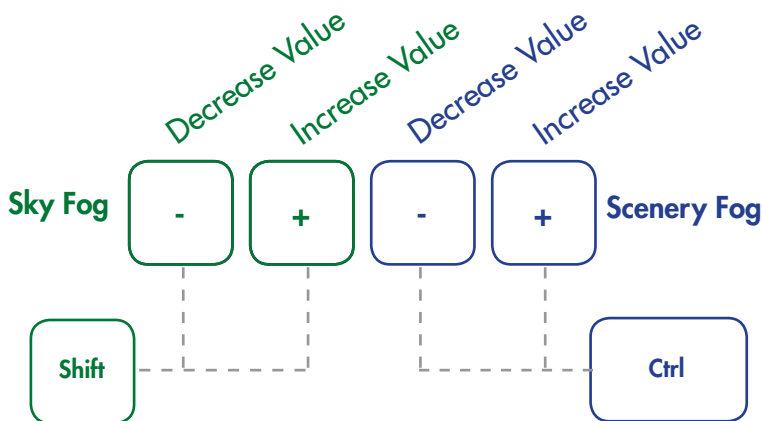 Decrease Value
Increase Value
Decrease Value
Increase Value
Sky Fog
-
+
-
+
Scenery Fog
Shift
Ctrl